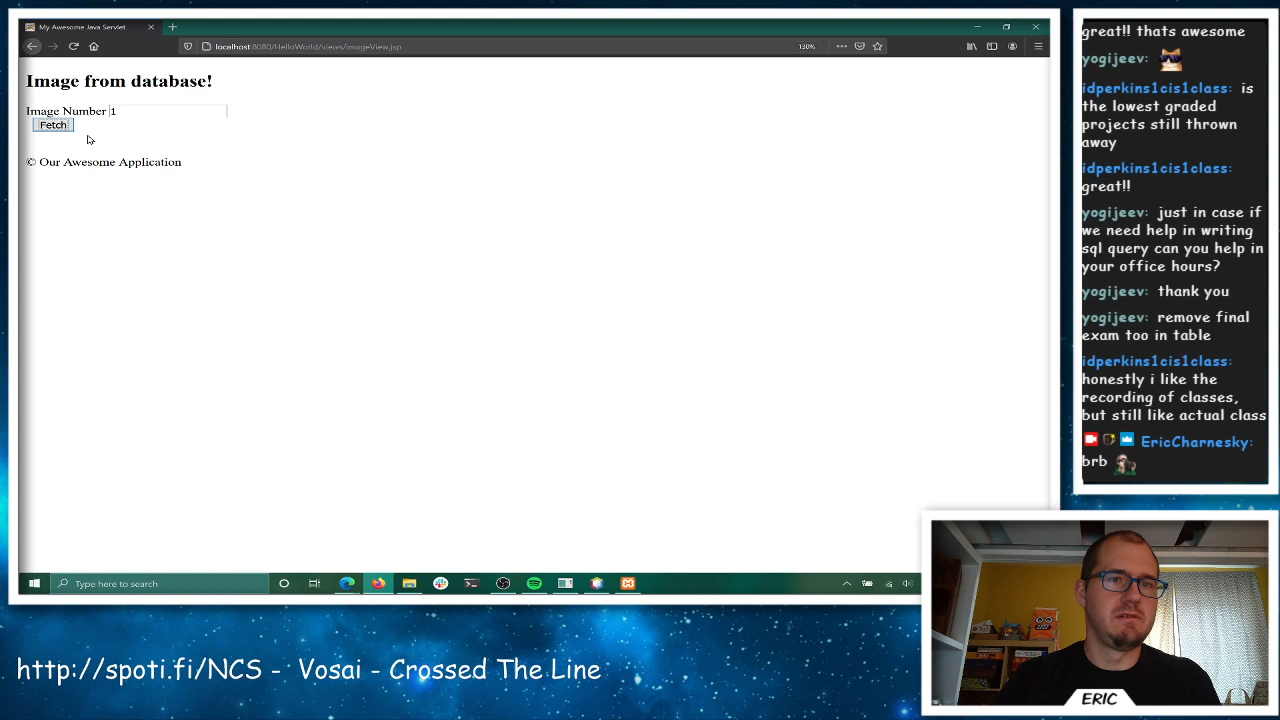 My Awesome Java Servlet
localhost:8080/HelloWorld/views/imageView.jsp
130%
Image from database!
Image Number 1
Fetch
© Our Awesome Application
Type here to search
great!! thats awesome
yogijeev:
idperkins1cis1class: is
the lowest graded
projects still thrown
away
idperkins1cis1class:
great!!
yogijeev: just in case if
we need help in writing
sql query can you help in
your office hours?
yogijeev: thank you
yogijeev: remove final
exam too in table
idperkins1cis1class:
honestly i like the
recording of classes,
but still like actual class
EricCharnesky:
brb
ERIC
http://spoti.fi/NCS - Vosai - Crossed The Line